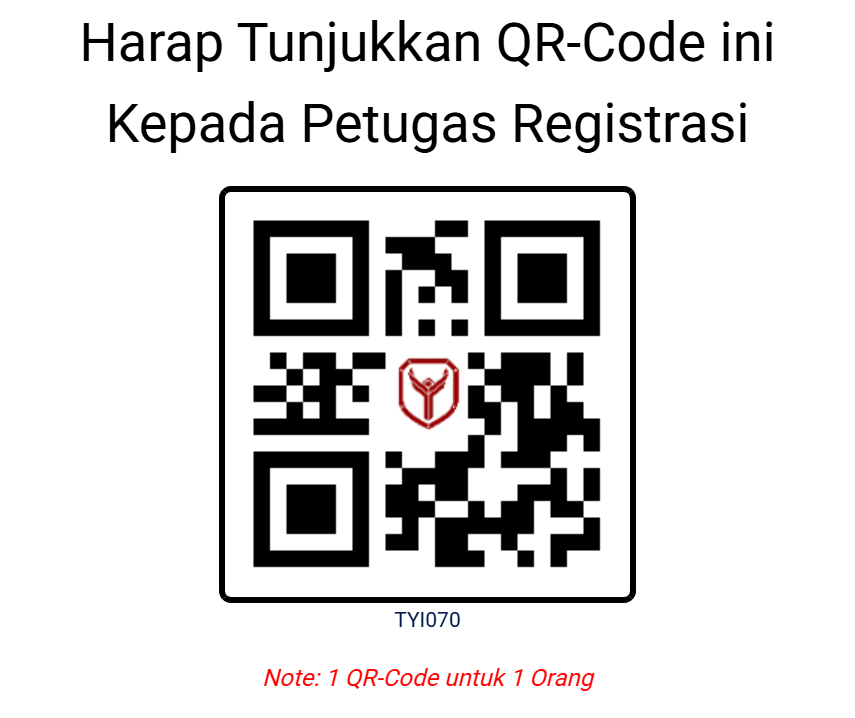 Harap Tunjukkan QR-Code ini
Kepada Petugas Registrasi
TYI070
Note: 1 QR-Code untuk 1 Orang